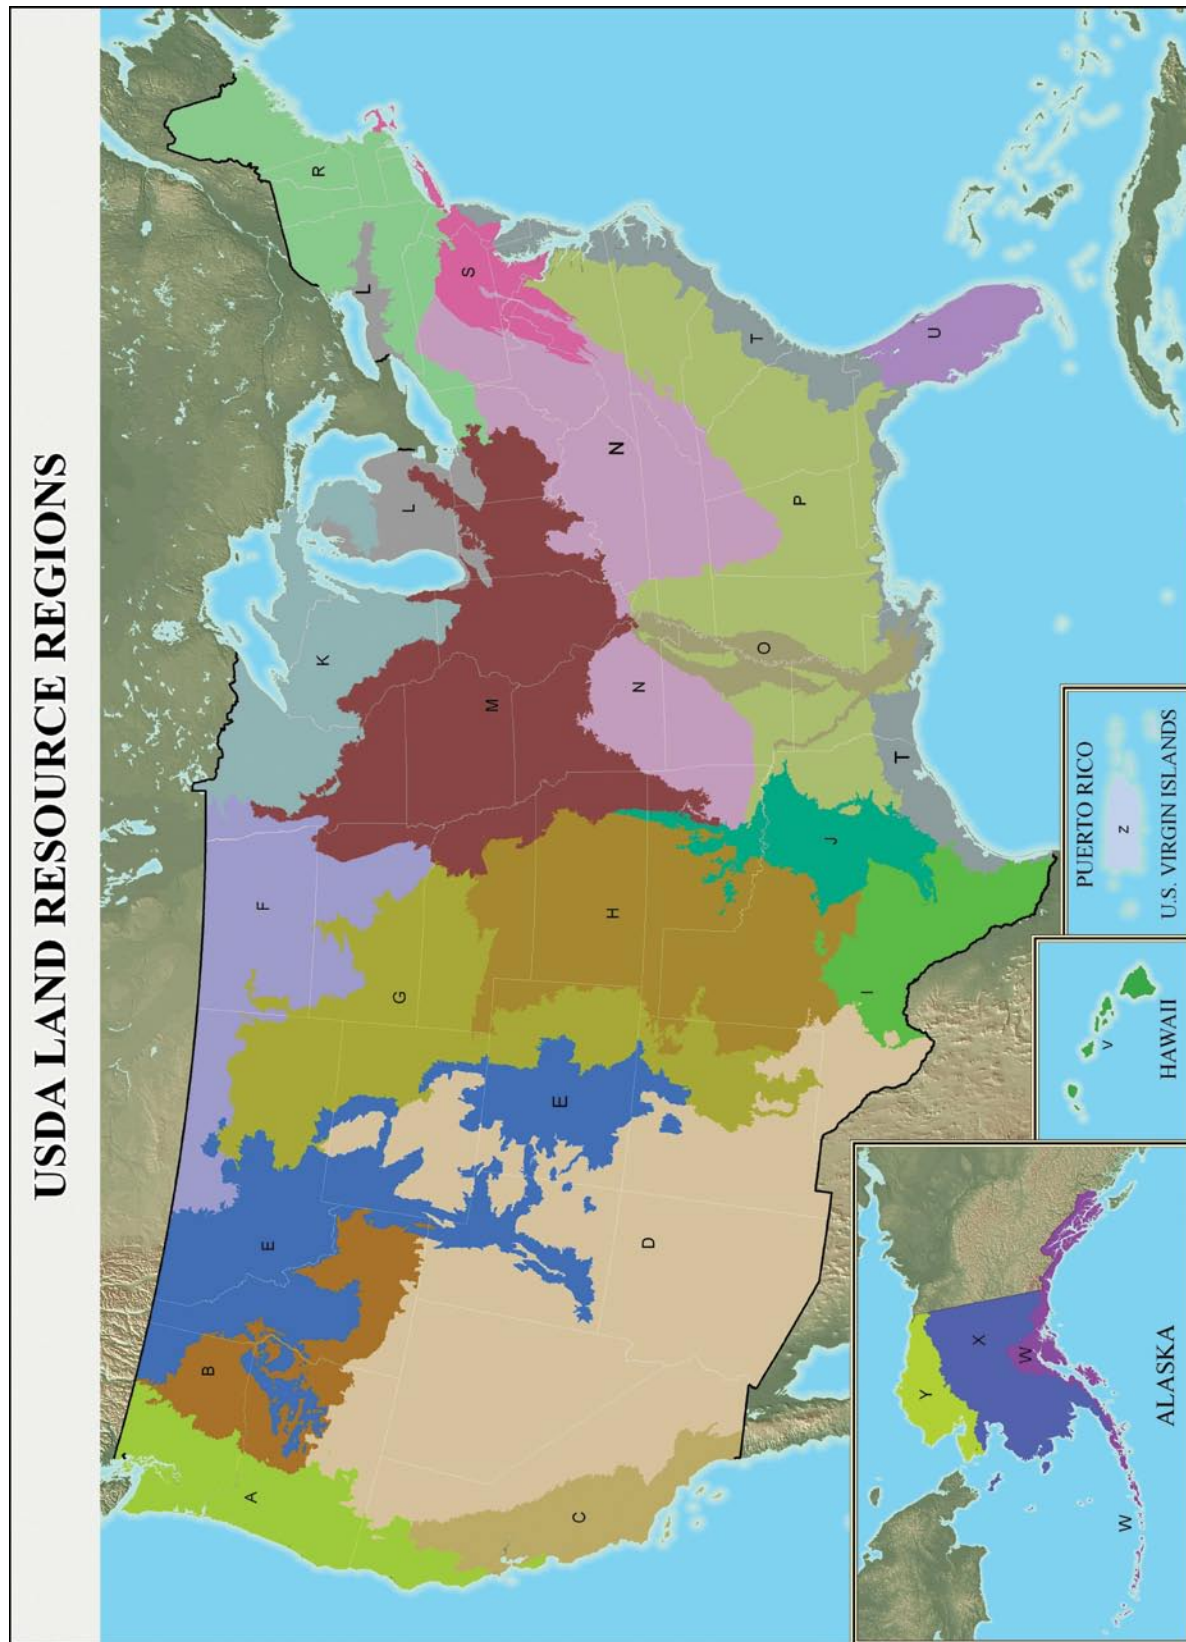 USDA LAND RESOURCE REGIONS
A
B
E
F
G
K
M
L
L
R
S
D
E
H
N
N
C
I
J
O
P
T
T
U
Y
X
W
W
ALASKA
V
HAWAII
PUERTO RICO
Z
U.S. VIRGIN ISLANDS